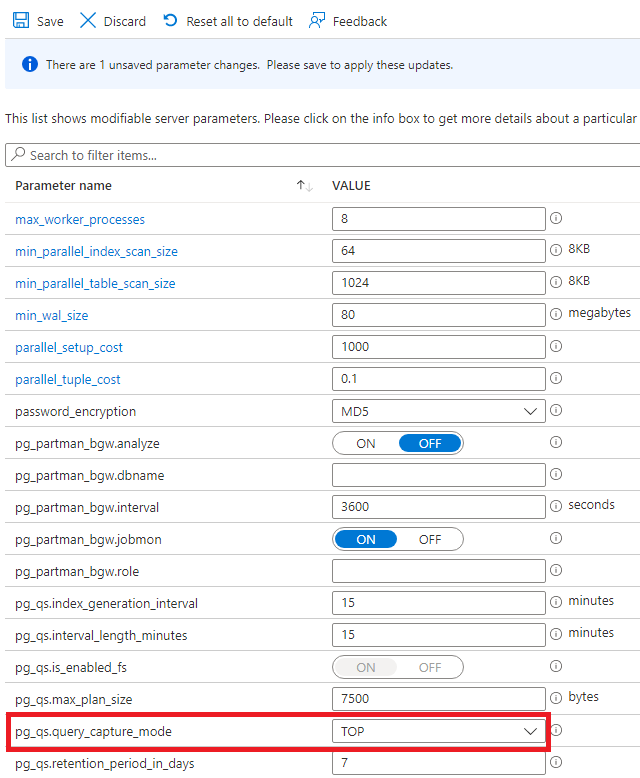 Save Discard Reset all to default Feedback
There are 1 unsaved parameter changes. Please save to apply these updates.
This list shows modifiable server parameters. Please click on the info box to get more details about a particular
Search to filter items...
Parameter name VALUE
max_worker_processes 8
min_parallel_index_scan_size 64 8KB
min_parallel_table_scan_size 1024 8KB
min_wal_size 80 megabytes
parallel_setup_cost 1000
parallel_tuple_cost 0.1
password_encryption MD5
pg_partman_bgw.analyze ON OFF
pg_partman_bgw.dbname
pg_partman_bgw.interval 3600 seconds
pg_partman_bgw.jobmon ON OFF
pg_partman_bgw.role
pg_qs.index_generation_interval 15 minutes
pg_qs.interval_length_minutes 15 minutes
pg_qs.is_enabled_fs ON OFF
pg_qs.max_plan_size 7500 bytes
pg_qs.query_capture_mode TOP
pg_qs.retention_period_in_days 7